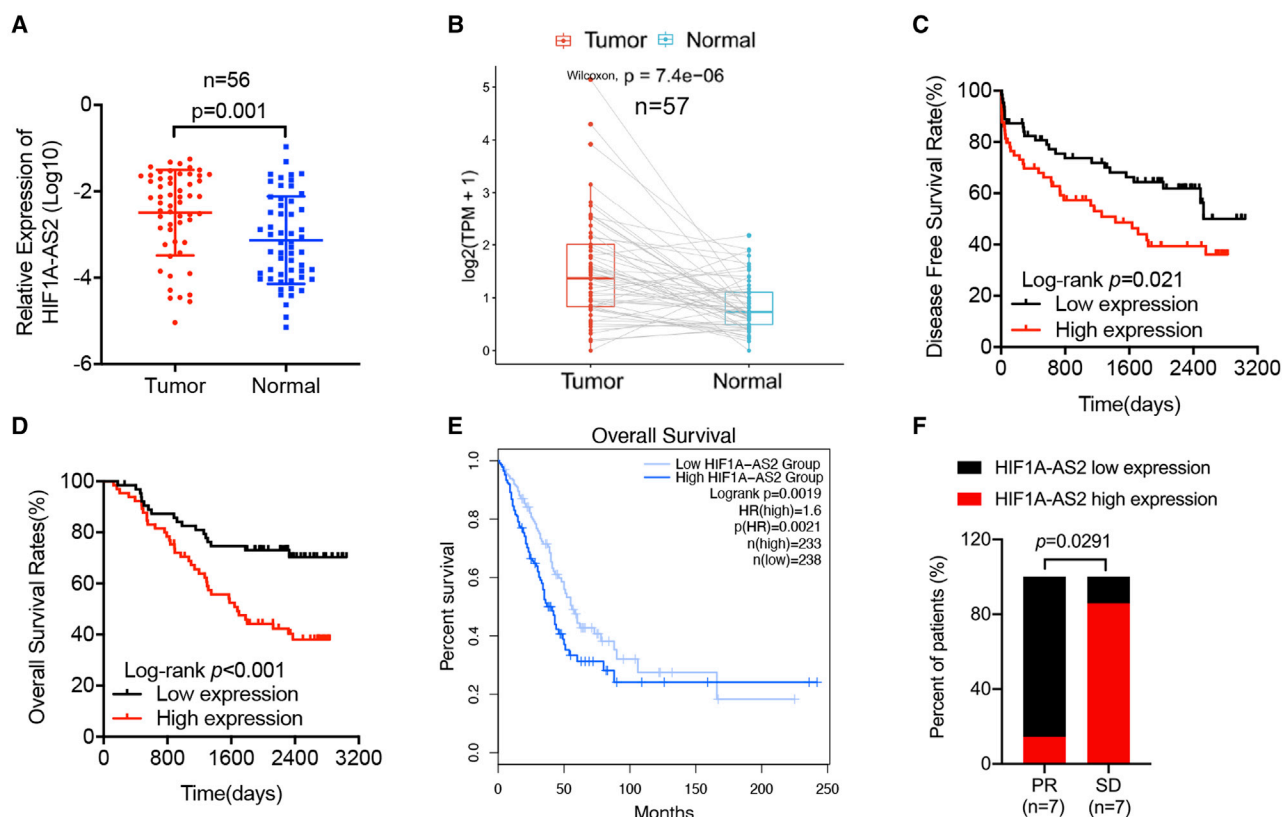 A
n=56
p=0.001
Relative Expression of
HIF1A-AS2 (Log10)
0
-2
-4
-6
Tumor
Normal
B
Tumor
Normal
Wilcoxon, p = 7.4e−06
n=57
log2(TPM + 1)
5
4
3
2
1
0
Tumor
Normal
C
Disease Free Survival Rate(%)
100
80
60
40
20
0
Log-rank p=0.021
Low expression
High expression
0 800 1600 2400 3200
Time(days)
D
Overall Survival Rates(%)
100
80
60
40
20
0
Log-rank p<0.001
Low expression
High expression
0 800 1600 2400 3200
Time(days)
E
Overall Survival
Low HIF1A−AS2 Group
High HIF1A−AS2 Group
Logrank p=0.0019
HR(high)=1.6
p(HR)=0.0021
n(high)=233
n(low)=238
Percent survival
1.0
0.8
0.6
0.4
0.2
0.0
0 50 100 150 200 250
Months
F
HIF1A-AS2 low expression
HIF1A-AS2 high expression
p=0.0291
Percent of patients (%)
120
80
40
0
PR SD
(n=7) (n=7)